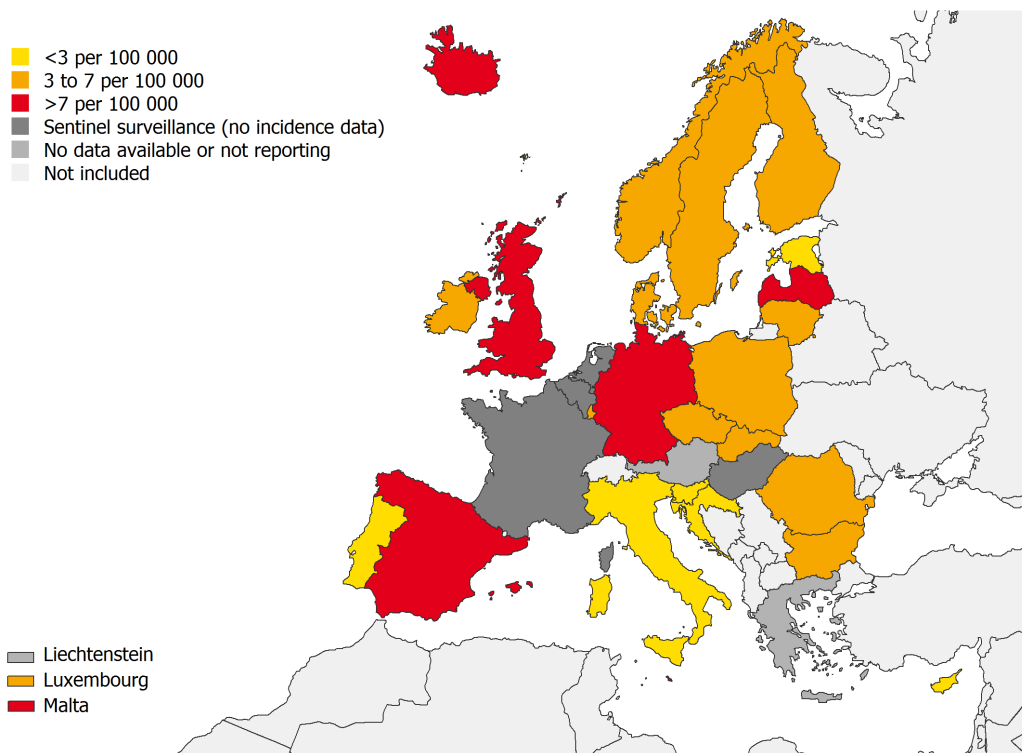 <3 per 100 000
3 to 7 per 100 000
>7 per 100 000
Sentinel surveillance (no incidence data)
No data available or not reporting
Not included
Liechtenstein
Luxembourg
Malta